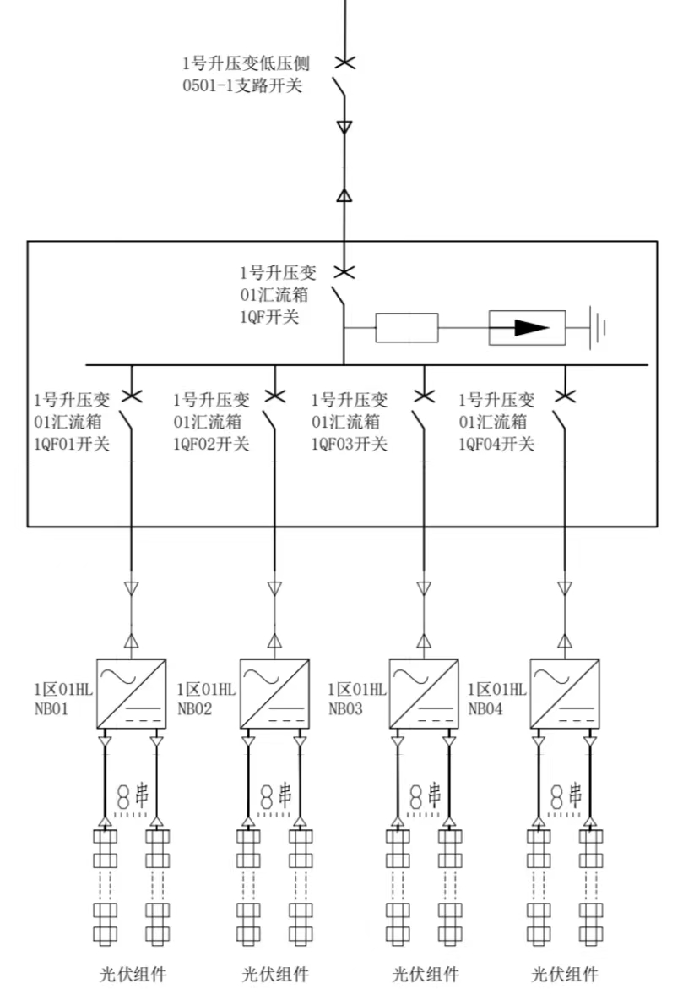 1号升压变低压侧
0501-1支路开关
1号升压变
01汇流箱
1QF开关
1号升压变
01汇流箱
1QF01开关
1号升压变
01汇流箱
1QF02开关
1号升压变
01汇流箱
1QF03开关
1号升压变
01汇流箱
1QF04开关
1区01HL
NB01
1区01HL
NB02
1区01HL
NB03
1区01HL
NB04
8串
8串
8串
8串
光伏组件
光伏组件
光伏组件
光伏组件